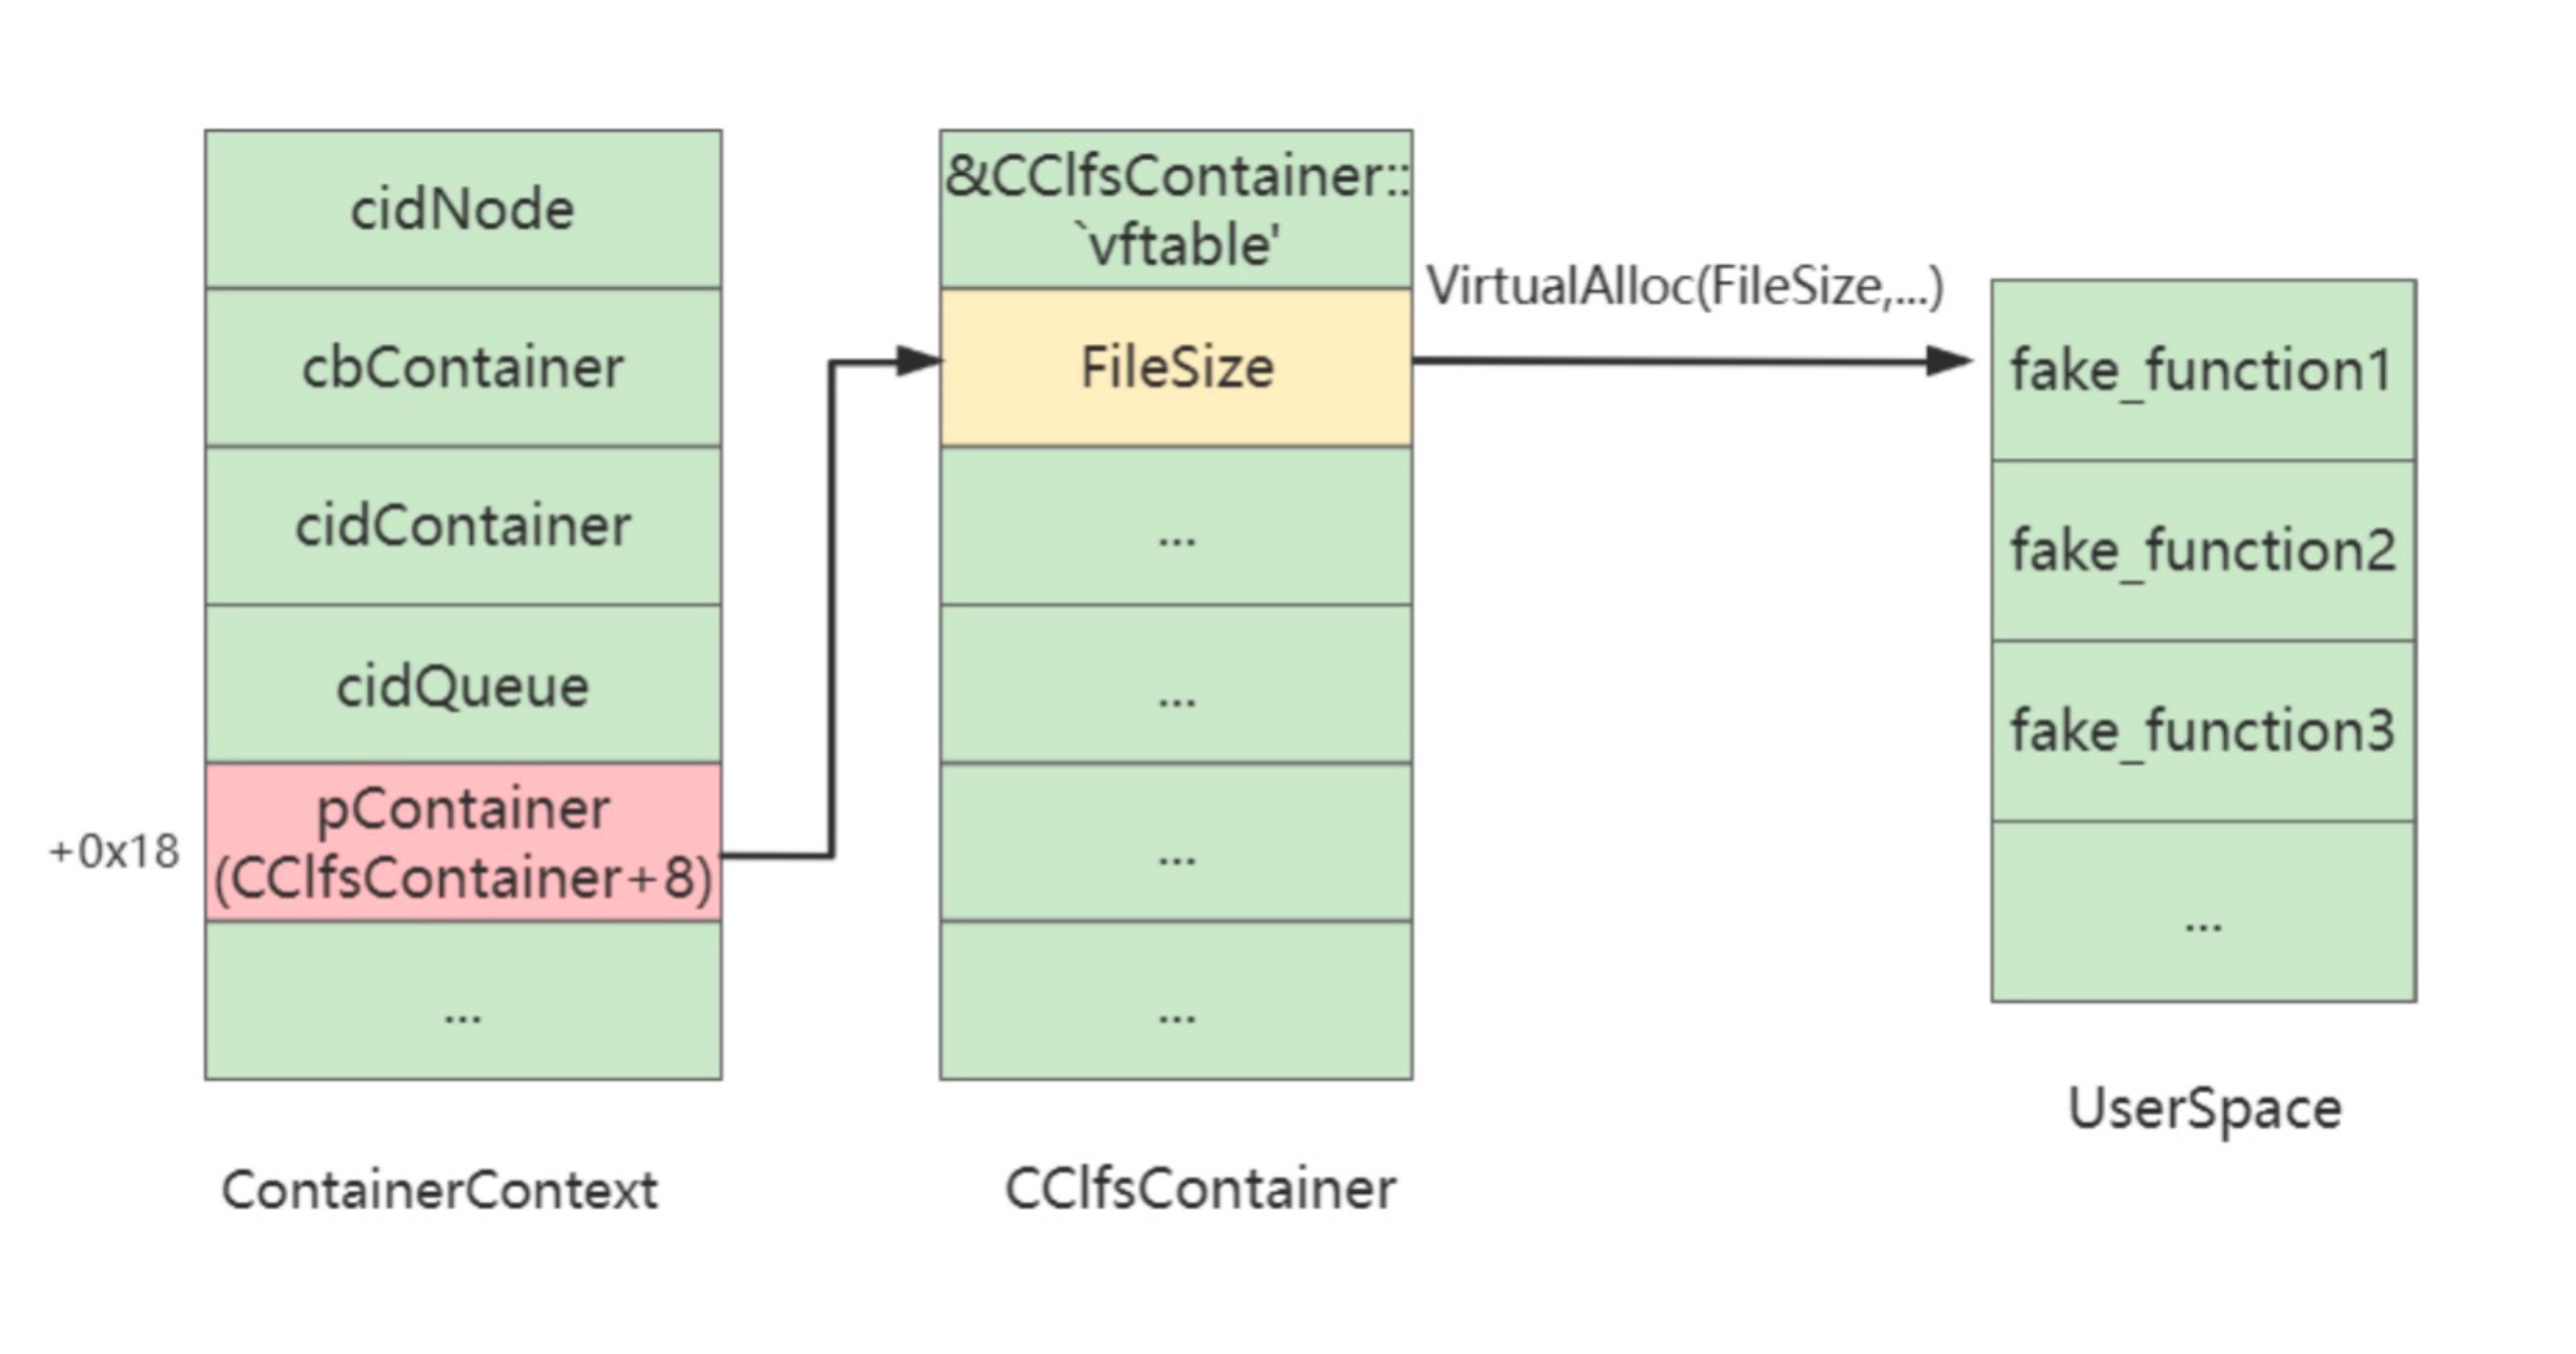 cidNode
cbContainer
cidContainer
cidQueue
+0x18
pContainer
(CClfsContainer+8)
...
ContainerContext
&CClfsContainer::
`vftable'
FileSize
...
...
...
...
CClfsContainer
VirtualAlloc(FileSize,...)
fake_function1
fake_function2
fake_function3
...
UserSpace